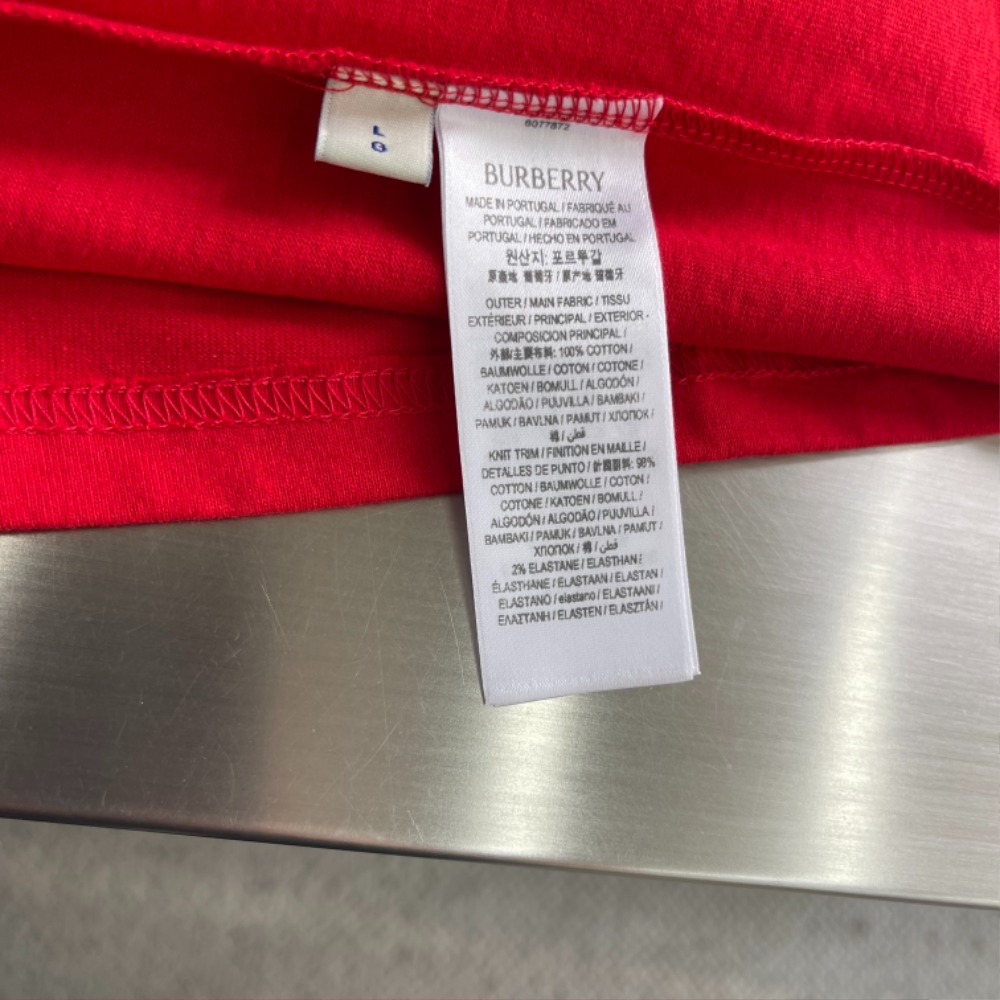 L
G
6077872
BURBERRY
MADE IN PORTUGAL / FABRIQUÉ AU
PORTUGAL / FABRICADO EM
PORTUGAL / HECHO EN PORTUGAL
원산지: 포르투갈
原產地 葡萄牙 / 原产地 葡萄牙
OUTER / MAIN FABRIC / TISSU
EXTÉRIEUR / PRINCIPAL / EXTERIOR -
COMPOSICION PRINCIPAL /
外部/主要布料: 100% COTTON /
BAUMWOLLE / COTON / COTONE /
KATOEN / BOMULL / ALGODÓN /
ALGODÃO / PUUVILLA / BAMBAKI /
PAMUK / BAVLNA / PAMUT / ХЛОПОК /
棉 / قطن
KNIT TRIM / FINITION EN MAILLE /
DETALLES DE PUNTO / 針織副料: 98%
COTTON / BAUMWOLLE / COTON /
COTONE / KATOEN / BOMULL /
ALGODÓN / ALGODÃO / PUUVILLA /
BAMBAKI / PAMUK / BAVLNA / PAMUT /
ХЛОПОК / 棉 / قطن
2% ELASTANE / ELASTHAN /
ÉLASTHANE / ELASTAAN / ELASTAN /
ELASTANO / elastano / ELASTAANI /
ΕΛΑΣΤΑΝΗ / ELASTEN / ELASZTÁN /